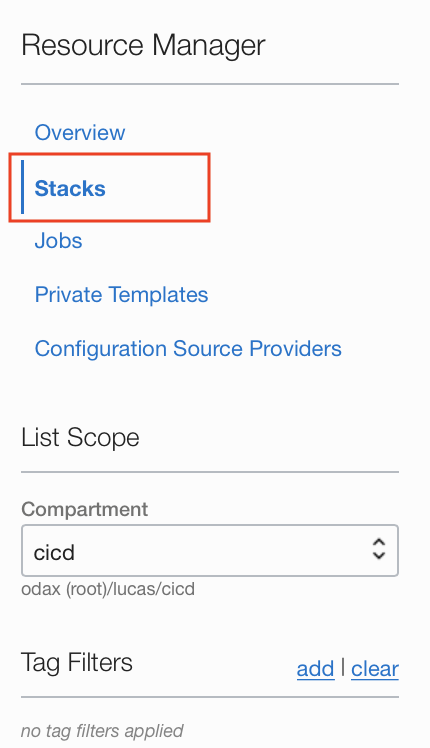 Resource Manager
Overview
Stacks
Jobs
Private Templates
Configuration Source Providers
List Scope
Compartment
cicd
odax (root)/lucas/cicd
Tag Filters add | clear
no tag filters applied